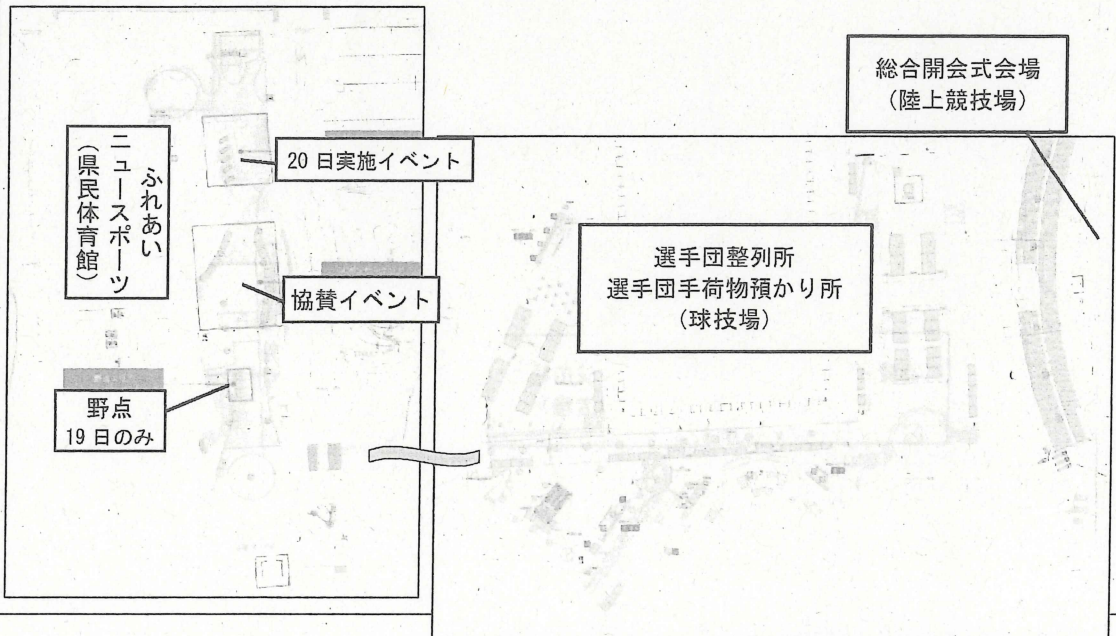 ふれあい
ニュースポーツ
（県民体育館）
20日実施イベント
協賛イベント
野点
19日のみ
選手団整列所
選手団手荷物預かり所
（球技場）
総合開会式会場
（陸上競技場）